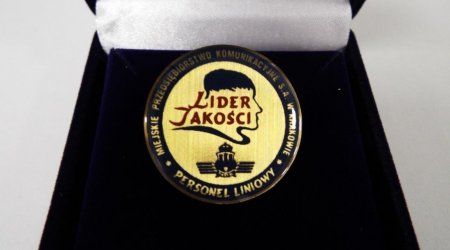 MIEJSKIE PRZEDSIĘBIORSTWO KOMUNIKACYJNE S.A. W KRAKOWIE
LIDER
JAKOŚCI
PERSONEL LINIOWY